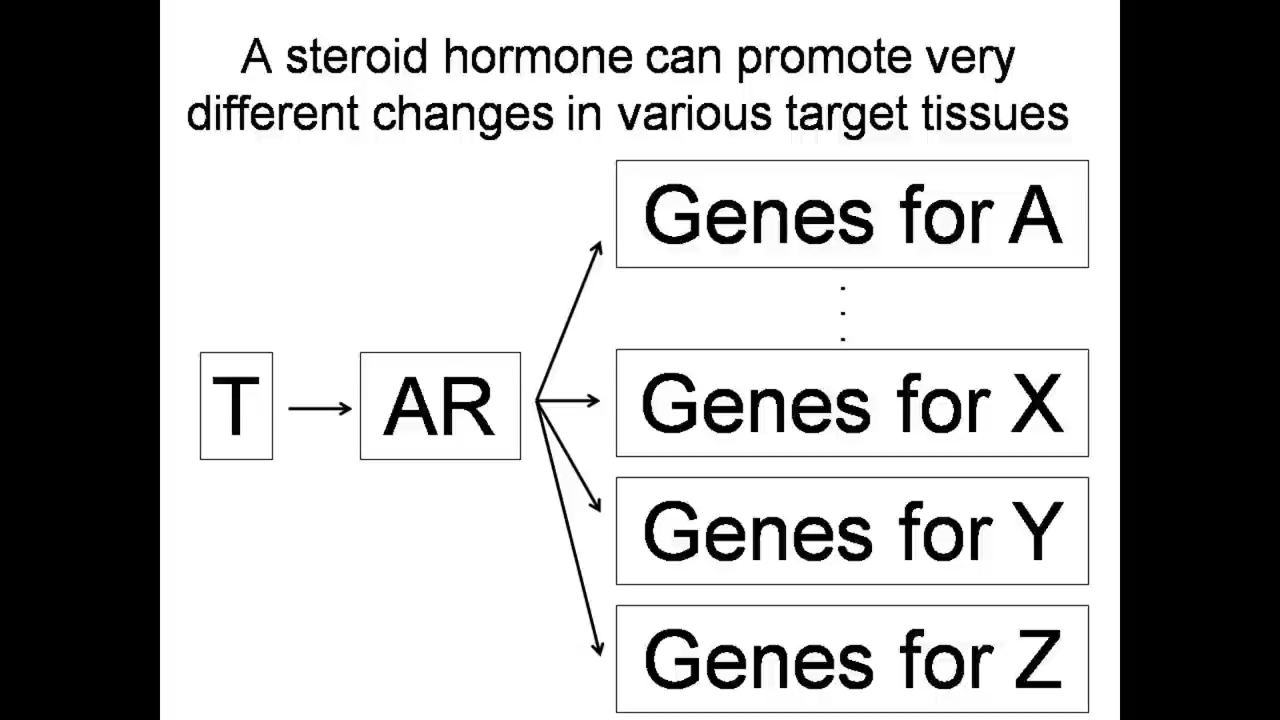 A steroid hormone can promote very
different changes in various target tissues
Genes for A
T
AR
Genes for X
Genes for Y
Genes for Z